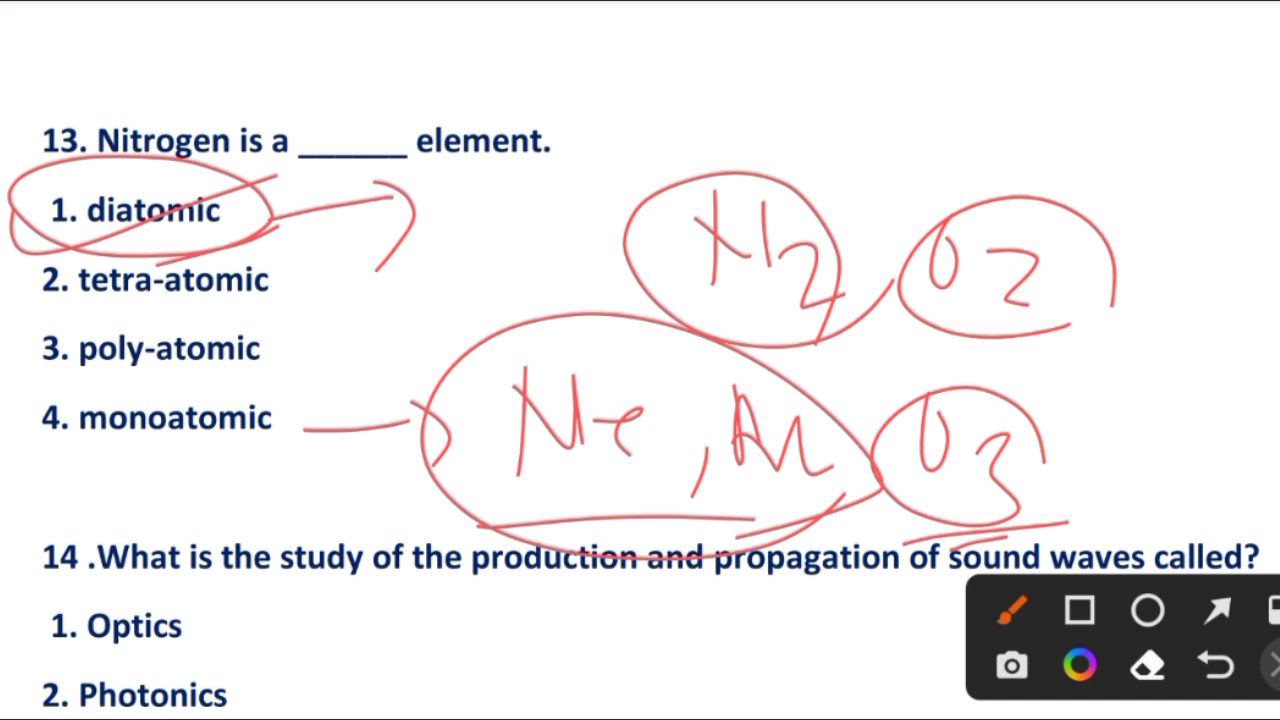 13. Nitrogen is a ______ element.
1. diatomic
N2, O2
2. tetra-atomic
3. poly-atomic
4. monoatomic
Ne, Ar O3
14 .What is the study of the production and propagation of sound waves called?
1. Optics
2. Photonics